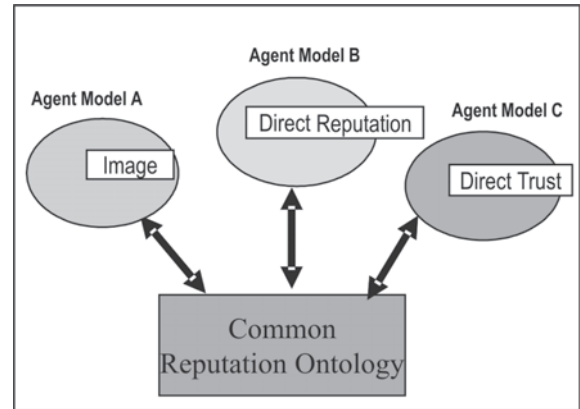 Agent Model B
Agent Model A
Direct Reputation
Agent Model C
Image
Direct Trust
Common
Reputation Ontology